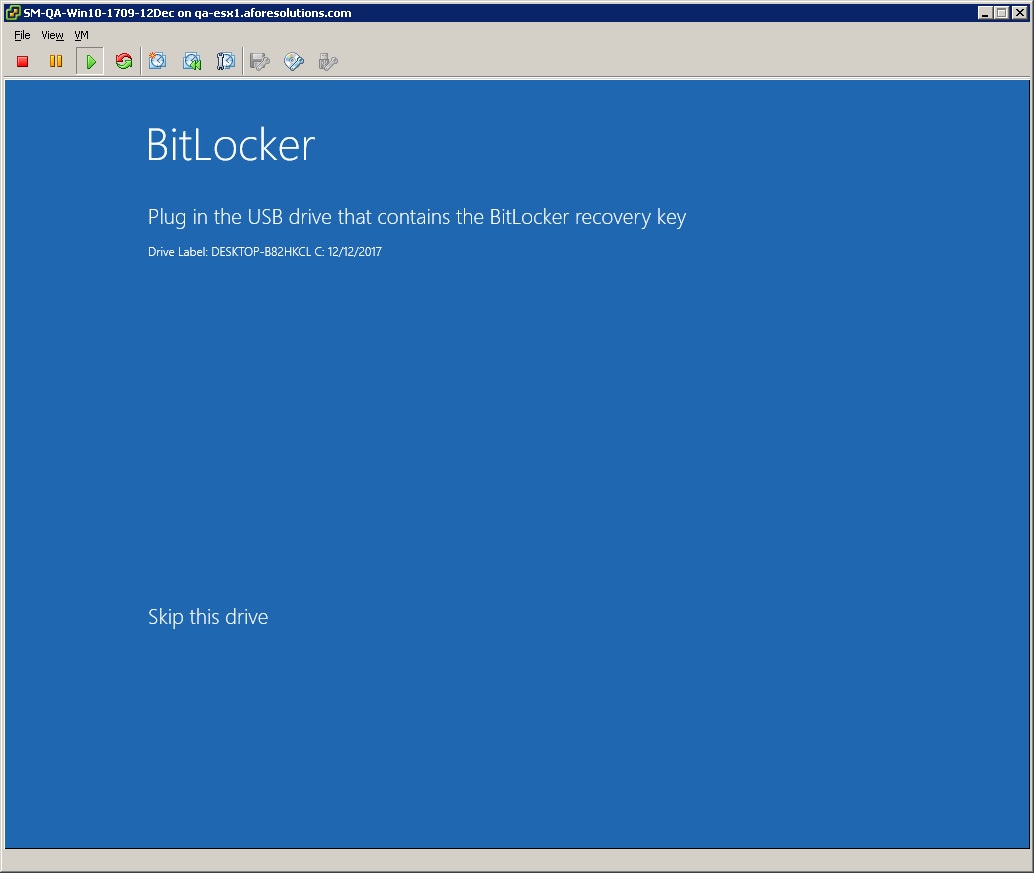 SM-QA-Win10-1709-12Dec on qa-esx1.aforesolutions.com
File View VM
BitLocker
Plug in the USB drive that contains the BitLocker recovery key
Drive Label: DESKTOP-B82HKCL C: 12/12/2017
Skip this drive